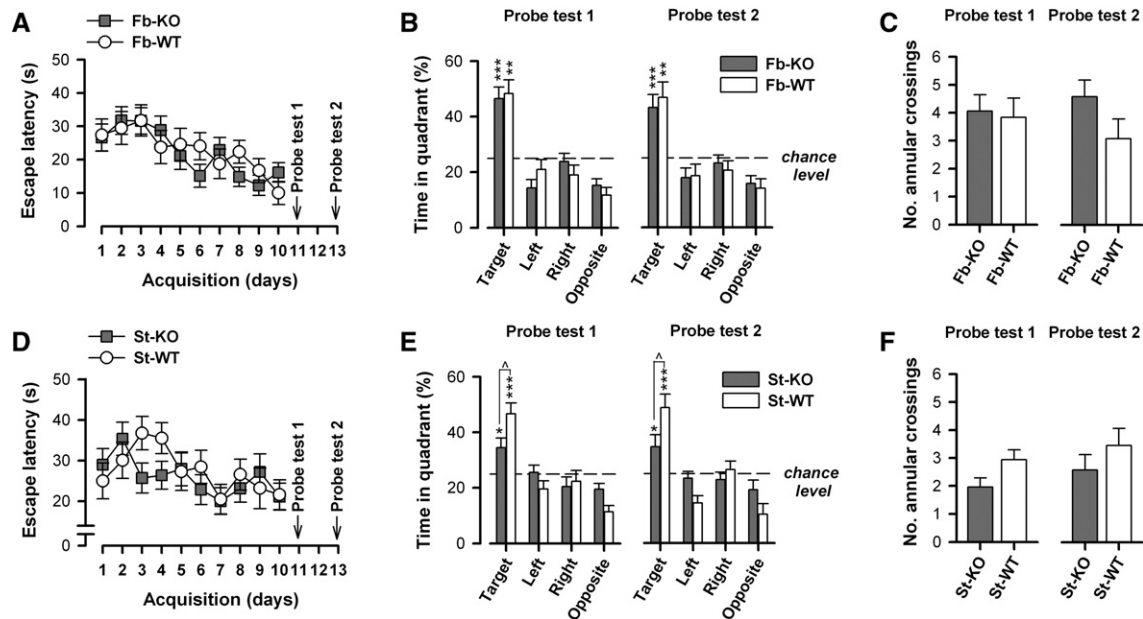 A
Fb-KO
Fb-WT
Escape latency (s)
50
40
30
20
10
0
Probe test 1
Probe test 2
1 2 3 4 5 6 7 8 9 10 11 12 13
Acquisition (days)
B
Probe test 1
Probe test 2
Fb-KO
Fb-WT
Time in quadrant (%)
60
40
20
0
*** **
*** **
chance level
Target Left Right Opposite
Target Left Right Opposite
C
Probe test 1 Probe test 2
No. annular crossings
6
5
4
3
2
1
0
Fb-KO Fb-WT
Fb-KO Fb-WT
D
St-KO
St-WT
Escape latency (s)
50
40
30
20
0
Probe test 1
Probe test 2
1 2 3 4 5 6 7 8 9 10 11 12 13
Acquisition (days)
E
Probe test 1
Probe test 2
St-KO
St-WT
Time in quadrant (%)
60
40
20
0
^
* ***
^
* ***
chance level
Target Left Right Opposite
Target Left Right Opposite
F
Probe test 1 Probe test 2
No. annular crossings
6
5
4
3
2
1
0
St-KO St-WT
St-KO St-WT